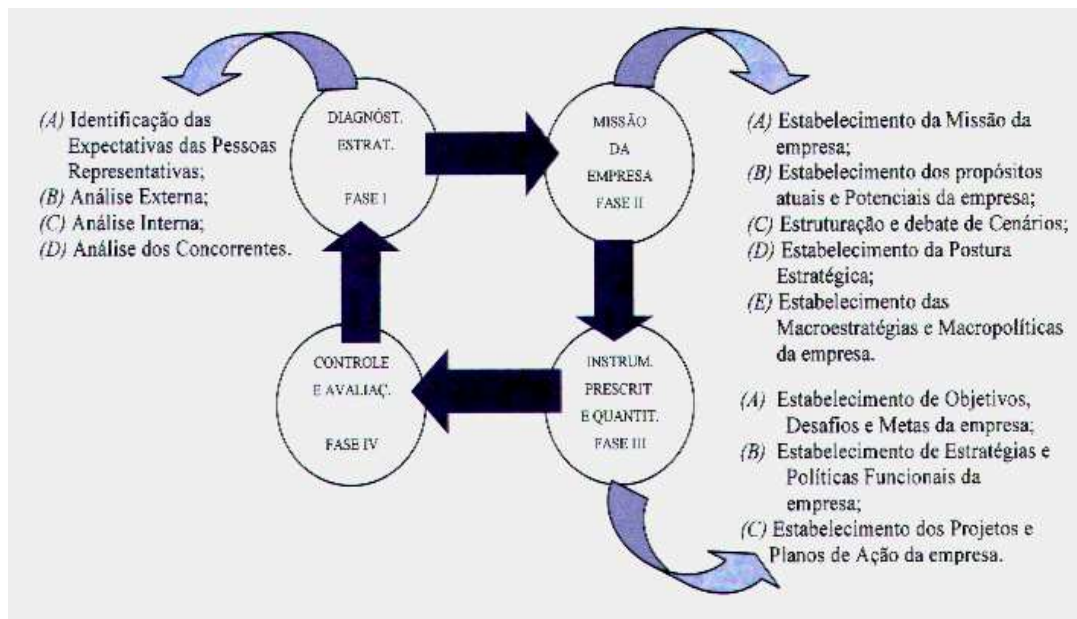 (A) Identificação das
Expectativas das Pessoas
Representativas;
(B) Análise Externa;
(C) Análise Interna;
(D) Análise dos Concorrentes.
DIAGNÓST.
ESTRAT.
FASE I
MISSÃO
DA
EMPRESA
FASE II
(A) Estabelecimento da Missão da
empresa;
(B) Estabelecimento dos propósitos
atuais e Potenciais da empresa;
(C) Estruturação e debate de Cenários;
(D) Estabelecimento da Postura
Estratégica;
(E) Estabelecimento das
Macroestratégias e Macropolíticas
da empresa.
CONTROLE
E AVALIAÇ.
FASE IV
INSTRUM.
PRESCRIT
E QUANTIT.
FASE III
(A) Estabelecimento de Objetivos,
Desafios e Metas da empresa;
(B) Estabelecimento de Estratégias e
Políticas Funcionais da
empresa;
(C) Estabelecimento dos Projetos e
Planos de Ação da empresa.